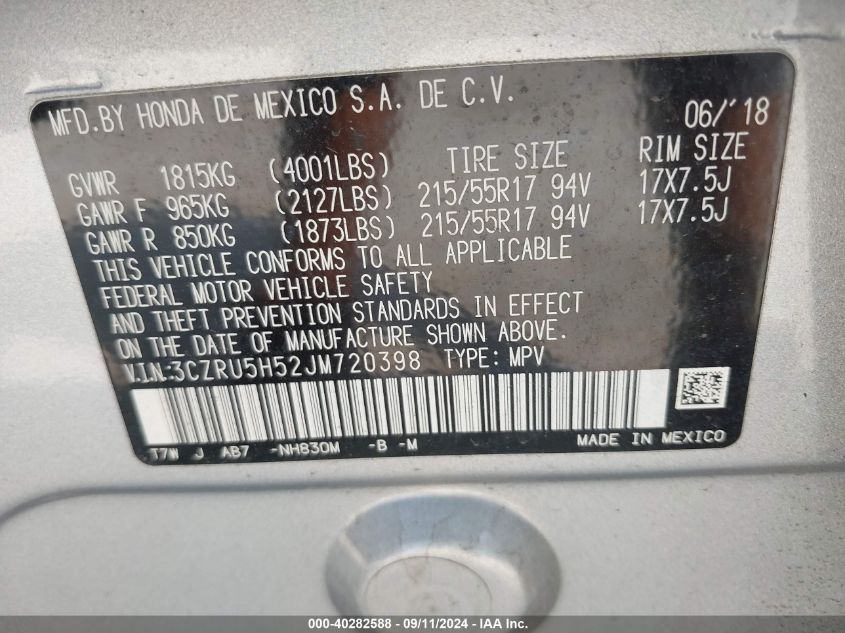 MFD.BY HONDA DE MEXICO S.A. DE C.V. 06/'18
GVWR 1815KG (4001LBS) TIRE SIZE RIM SIZE
GAWR F 965KG (2127LBS) 215/55R17 94V 17X7.5J
GAWR R 850KG (1873LBS) 215/55R17 94V 17X7.5J
THIS VEHICLE CONFORMS TO ALL APPLICABLE
FEDERAL MOTOR VEHICLE SAFETY
AND THEFT PREVENTION STANDARDS IN EFFECT
ON THE DATE OF MANUFACTURE SHOWN ABOVE.
V.I.N:3CZRU5H52JM720398 TYPE: MPV
T7W J AB7 -NH830M -B -M MADE IN MEXICO
000-40282588 - 09/11/2024 - IAA, Inc.